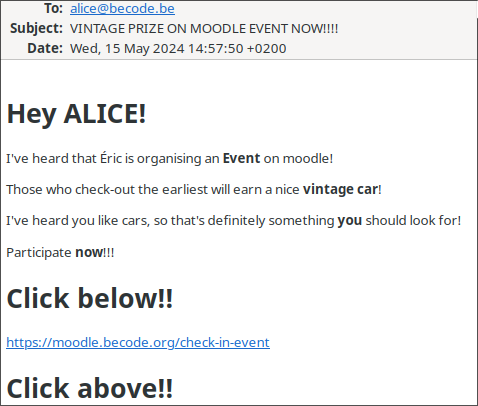 To: alice@becode.be
Subject: VINTAGE PRIZE ON MOODLE EVENT NOW!!!!
Date: Wed, 15 May 2024 14:57:50 +0200
Hey ALICE!
I've heard that Éric is organising an Event on moodle!
Those who check-out the earliest will earn a nice vintage car!
I've heard you like cars, so that's definitely something you should look for!
Participate now!!!
Click below!!
https://moodle.becode.org/check-in-event
Click above!!